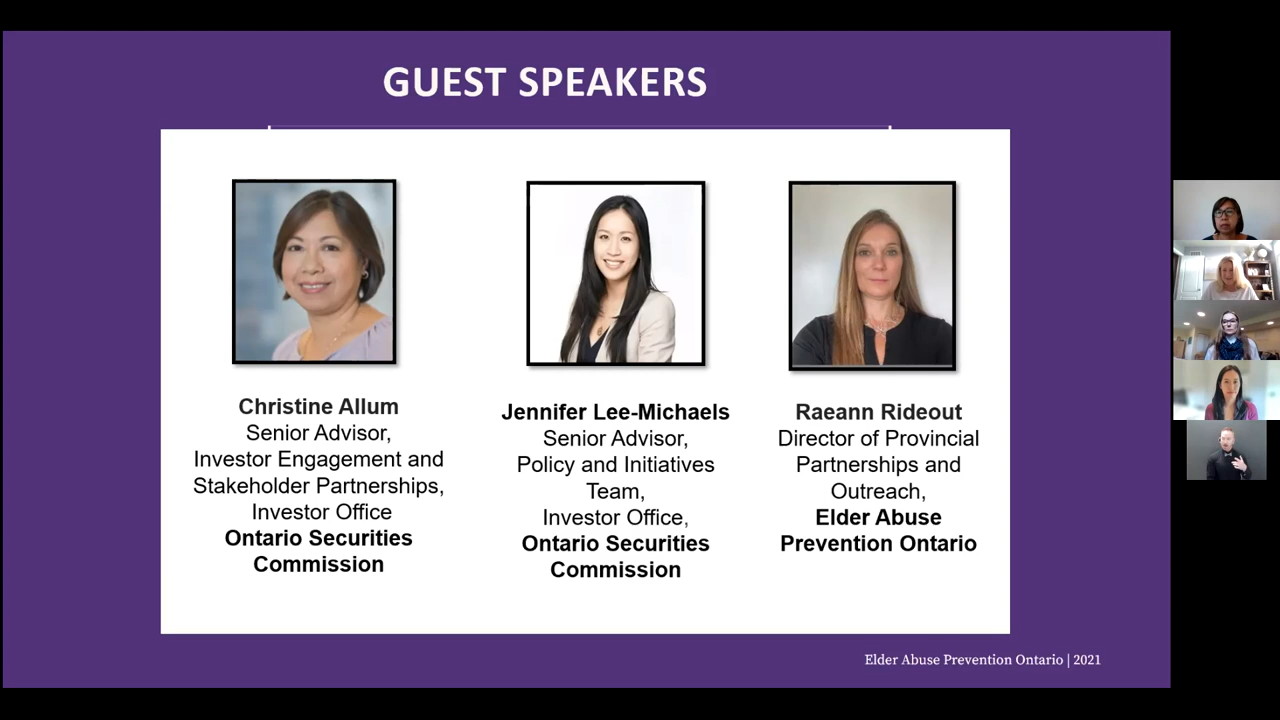 GUEST SPEAKERS
Christine Allum
Senior Advisor,
Investor Engagement and
Stakeholder Partnerships,
Investor Office
Ontario Securities
Commission
Jennifer Lee-Michaels
Senior Advisor,
Policy and Initiatives
Team,
Investor Office,
Ontario Securities
Commission
Raeann Rideout
Director of Provincial
Partnerships and
Outreach,
Elder Abuse
Prevention Ontario
Elder Abuse Prevention Ontario | 2021